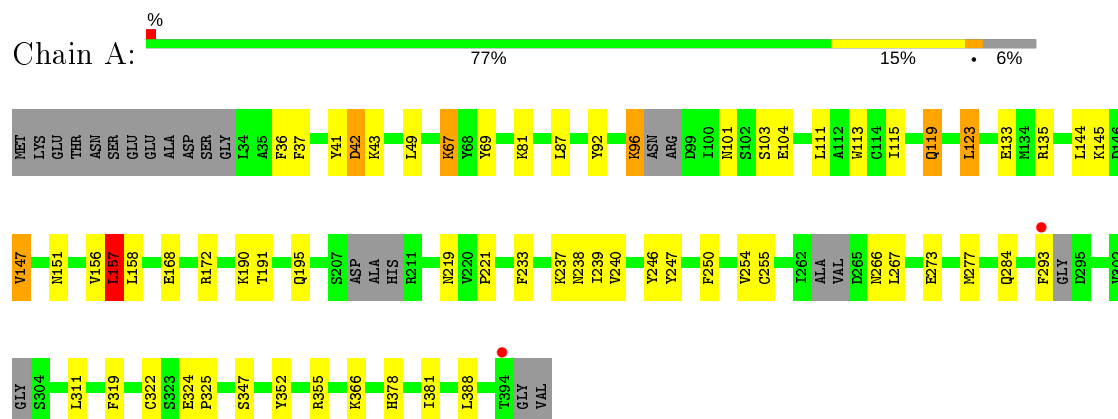 %
Chain A:
77% 15% • 6%
MET LYS GLU THR ASN SER GLU GLU ALA ASP SER GLY L34 A35 F36 F37 Y41 D42 K43 L49 K67 Y68 Y69 K81 L87 Y92 K96 ASN ARG D99 I100 N101 S102 S103 E104 L111 A112 W113 C114 I115 Q119 L123 E133 M134 R135 L144 K145 D146
V147 N151 V156 L157 L158 E168 R172 K190 T191 Q195 S207 ASP ALA HIS R211 N219 V220 P221 F233 K237 N238 I239 V240 Y246 Y247 F250 V254 C255 I262 ALA VAL D265 N266 L267 E273 M277 Q284 F293 GLY D295
GLY S304 L311 F319 C322 S323 E324 P325 S347 Y352 R355 K366 H378 I381 L388 T394 GLY VAL